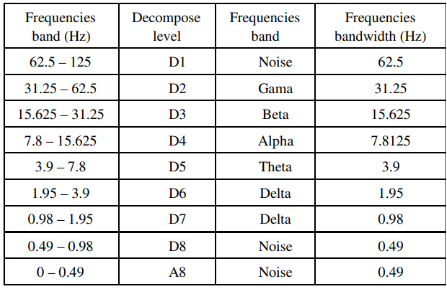 Frequencies band (Hz) Decompose level Frequencies band Frequencies bandwidth (Hz)
62.5 – 125 D1 Noise 62.5
31.25 – 62.5 D2 Gama 31.25
15.625 – 31.25 D3 Beta 15.625
7.8 – 15.625 D4 Alpha 7.8125
3.9 – 7.8 D5 Theta 3.9
1.95 – 3.9 D6 Delta 1.95
0.98 – 1.95 D7 Delta 0.98
0.49 – 0.98 D8 Noise 0.49
0 – 0.49 A8 Noise 0.49